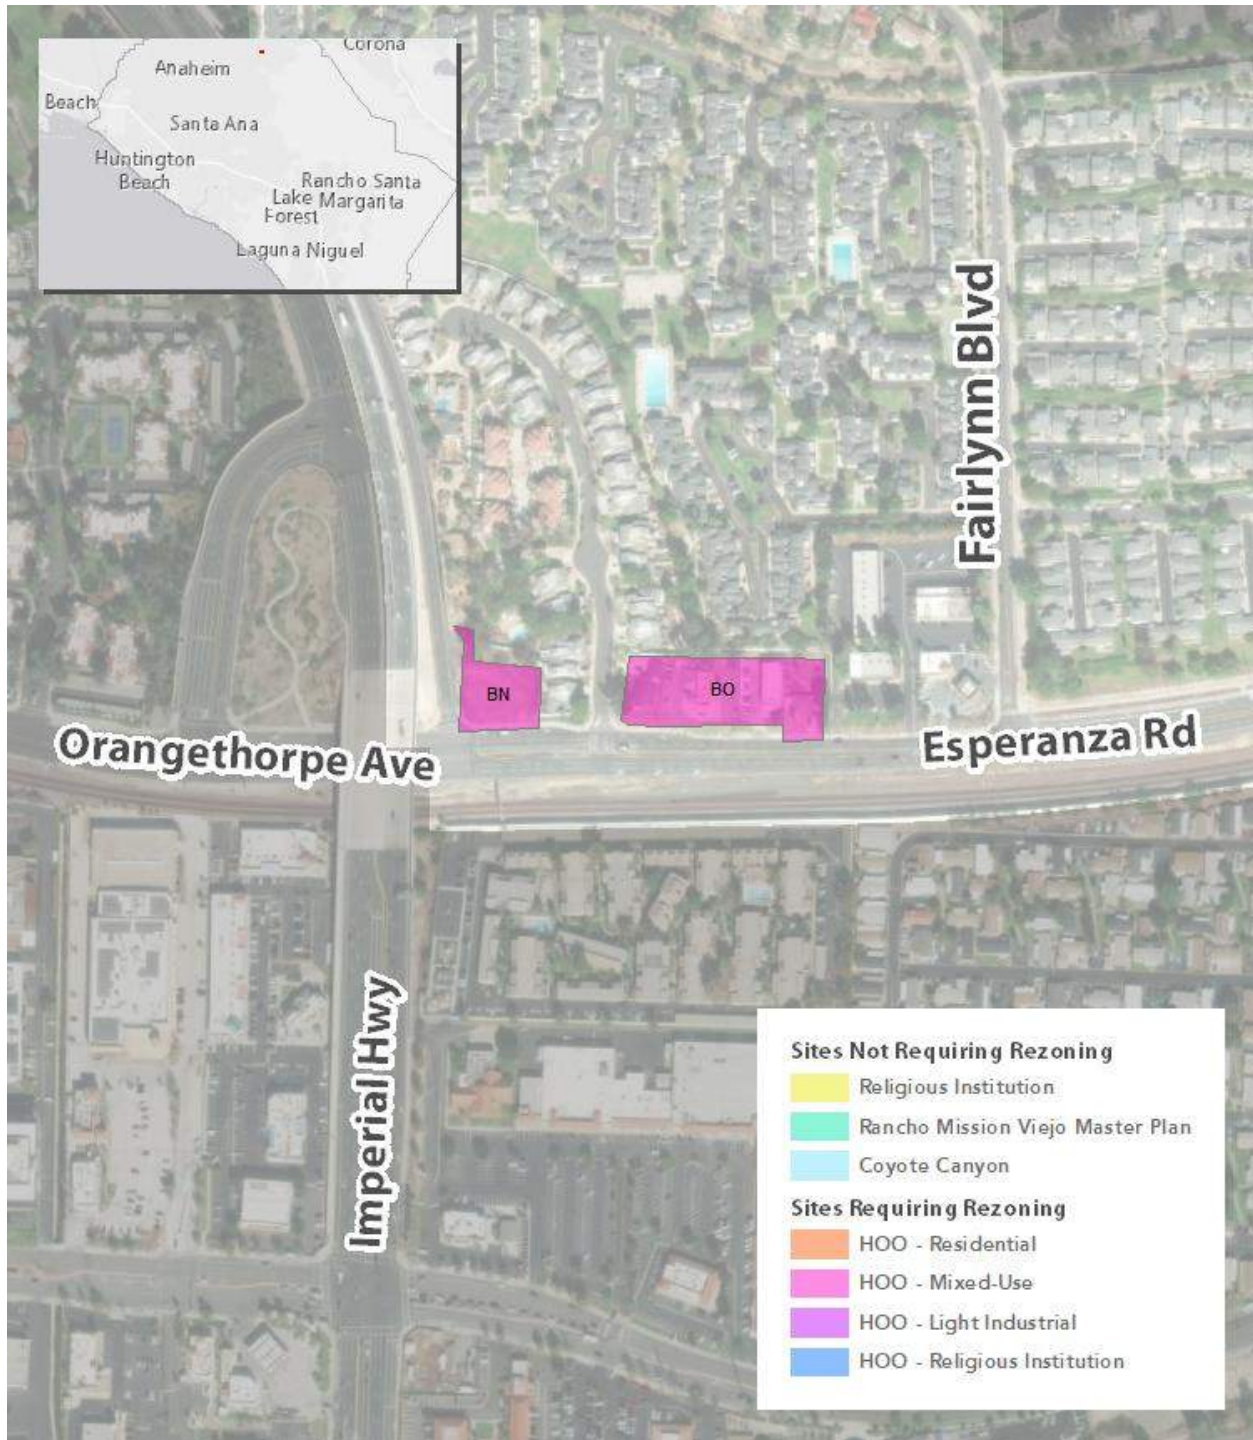 Corona
Anaheim
Beach
Santa Ana
Huntington
Beach
Rancho Santa
Lake Margarita
Forest
Laguna Niguel
Fairlynn Blvd
BN
BO
Orangethorpe Ave
Esperanza Rd
Imperial Hwy
Sites Not Requiring Rezoning
Religious Institution
Rancho Mission Viejo Master Plan
Coyote Canyon
Sites Requiring Rezoning
HOO - Residential
HOO - Mixed-Use
HOO - Light Industrial
HOO - Religious Institution